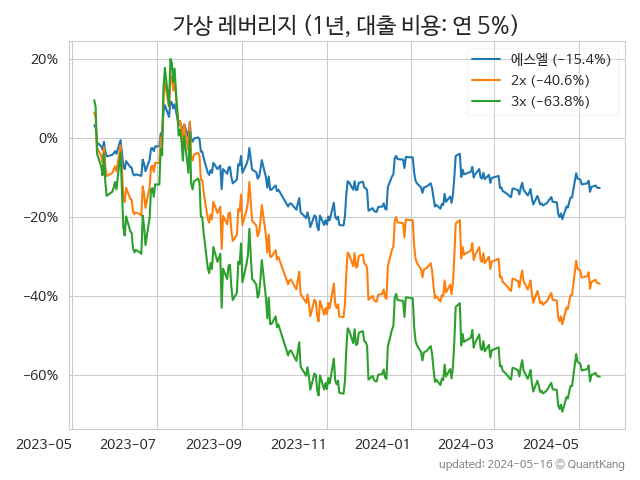 가상 레버리지 (1년, 대출 비용: 연 5%)
에스엘 (−15.4%)
2x (−40.6%)
3x (−63.8%)
20%
0%
−20%
−40%
−60%
2023-05 2023-07 2023-09 2023-11 2024-01 2024-03 2024-05
updated: 2024-05-16 © QuantKang